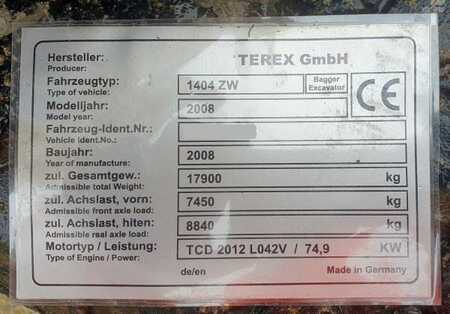 Hersteller: TEREX GmbH
Producer:
Fahrzeugtyp: 1404 ZW Bagger
Type of vehicle: Excavator
CE
Modelljahr: 2008
Model year:
Fahrzeug-Ident.Nr.:
Vehicle ident.No.:
Baujahr: 2008
Year of manufacture:
zul. Gesamtgew.: 17900 kg
Admissible total Weight:
zul. Achslast, vorn: 7450 kg
Admissible front axle load:
zul. Achslast, hiten: 8840 kg
Admissible real axle load:
Motortyp / Leistung: TCD 2012 L042V / 74,9 KW
Type of Engine / Power:
de/en Made in Germany